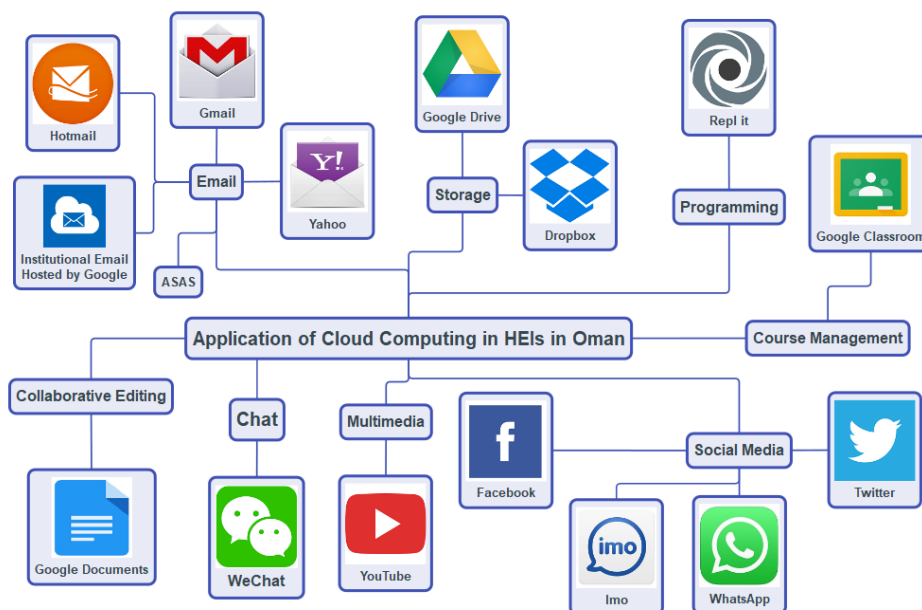 Hotmail
Gmail
Google Drive
Repl it
Email
Y!
Yahoo
Storage
Dropbox
Programming
Google Classroom
Institutional Email
Hosted by Google
ASAS
Application of Cloud Computing in HEIs in Oman
Course Management
Collaborative Editing
Chat
Multimedia
Social Media
f
Facebook
Twitter
Google Documents
WeChat
YouTube
imo
Imo
WhatsApp